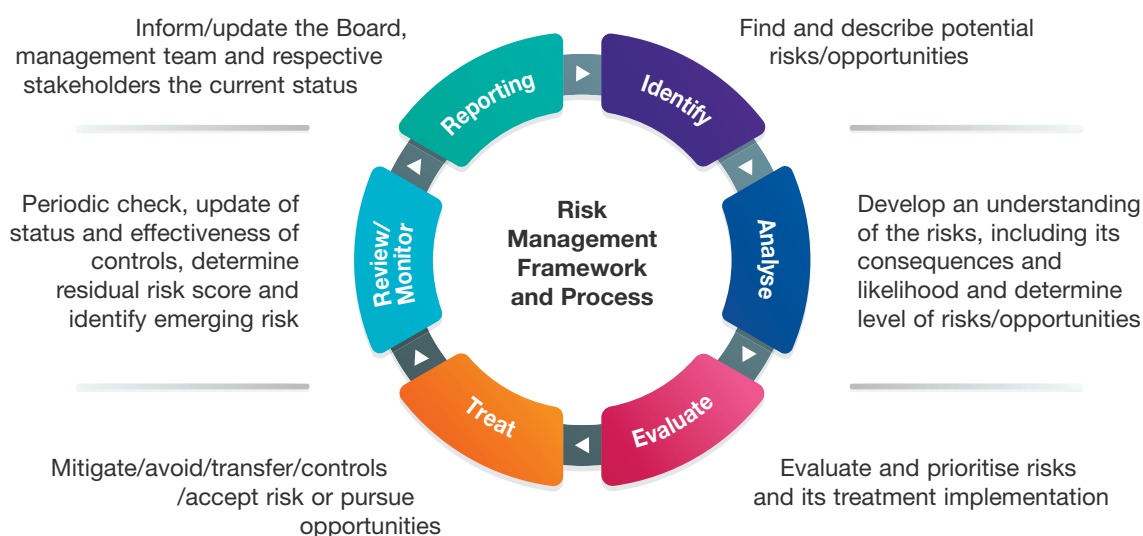 Inform/update the Board,
management team and respective
stakeholders the current status
Find and describe potential
risks/opportunities
Reporting
Identify
Periodic check, update of
status and effectiveness of
controls, determine
residual risk score and
identify emerging risk
Review/
Monitor
Risk
Management
Framework
and Process
Analyse
Develop an understanding
of the risks, including its
consequences and
likelihood and determine
level of risks/opportunities
Treat
Evaluate
Mitigate/avoid/transfer/controls
/accept risk or pursue
opportunities
Evaluate and prioritise risks
and its treatment implementation